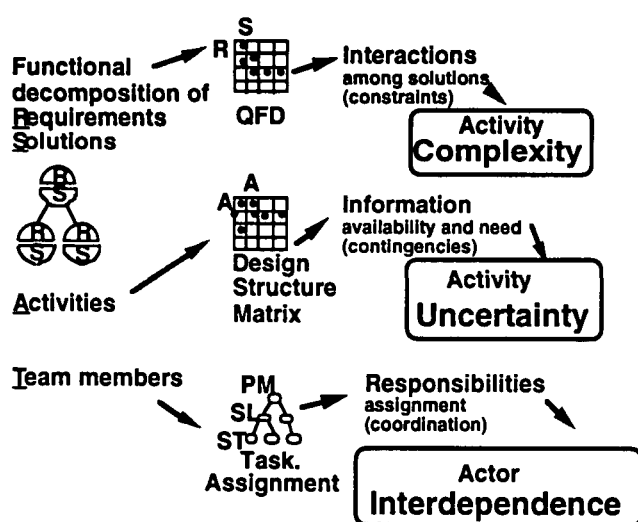 S
R
Functional
decomposition of
Requirements
Solutions
QFD
Interactions
among solutions
(constraints)
Activity
Complexity
R
S
R
S
R
S
A
A
Information
availability and need
(contingencies)
Design
Structure
Matrix
Activity
Uncertainty
Activities
Team members
PM
SL
ST
Task.
Assignment
Responsibilities
assignment
(coordination)
Actor
Interdependence